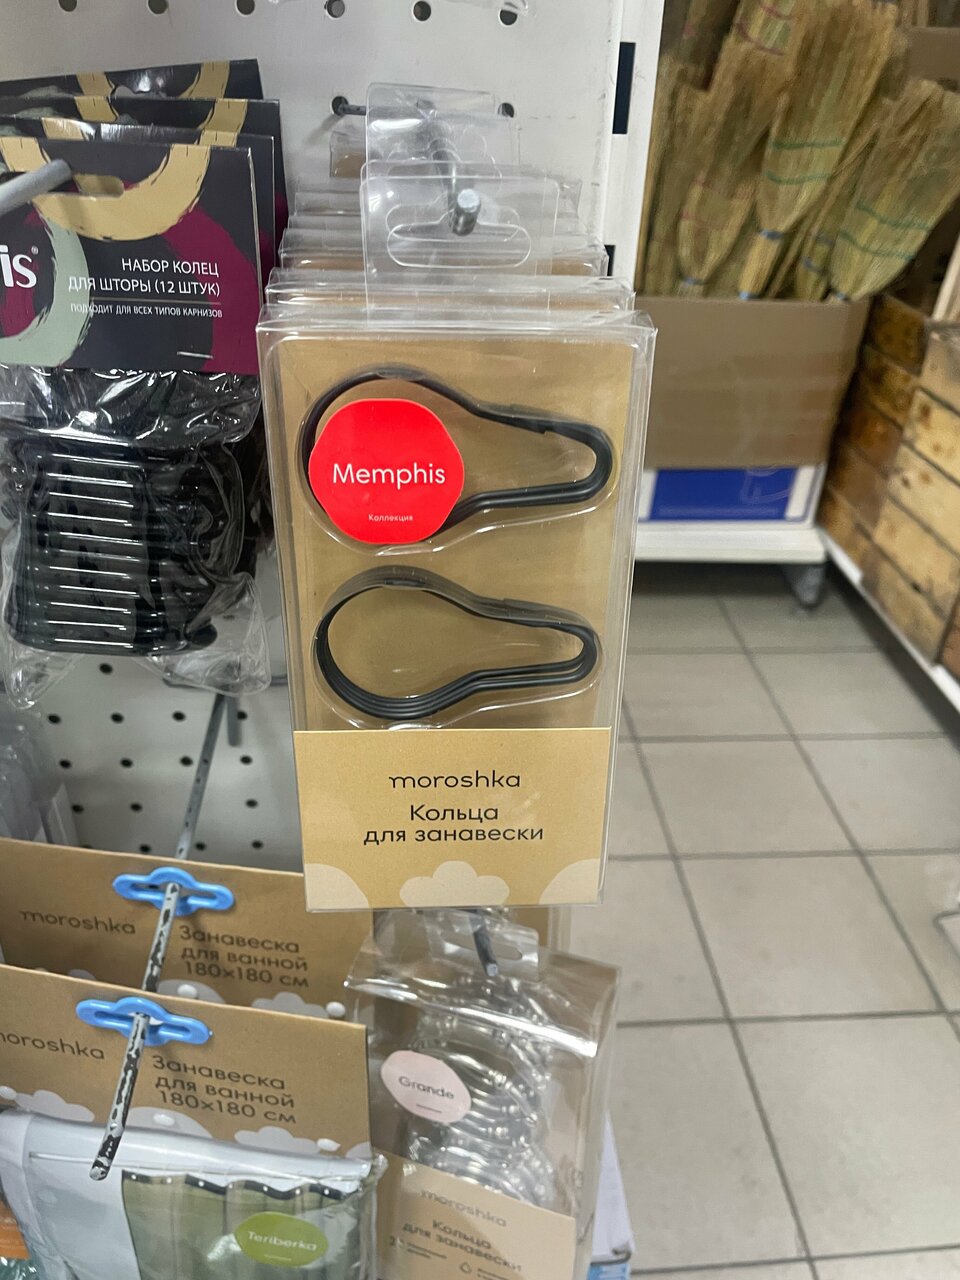 is®
НАБОР КОЛЕЦ
ДЛЯ ШТОРЫ (12 ШТУК)
ПОДХОДИТ ДЛЯ ВСЕХ ТИПОВ КАРНИЗОВ
Memphis
Коллекция
moroshka
Кольца
для занавески
moroshka
Занавеска
для ванной
180×180 см
moroshka
Занавеска
для ванной
180×180 см
Teriberka
Grande
moroshka
Кольца
для занавески